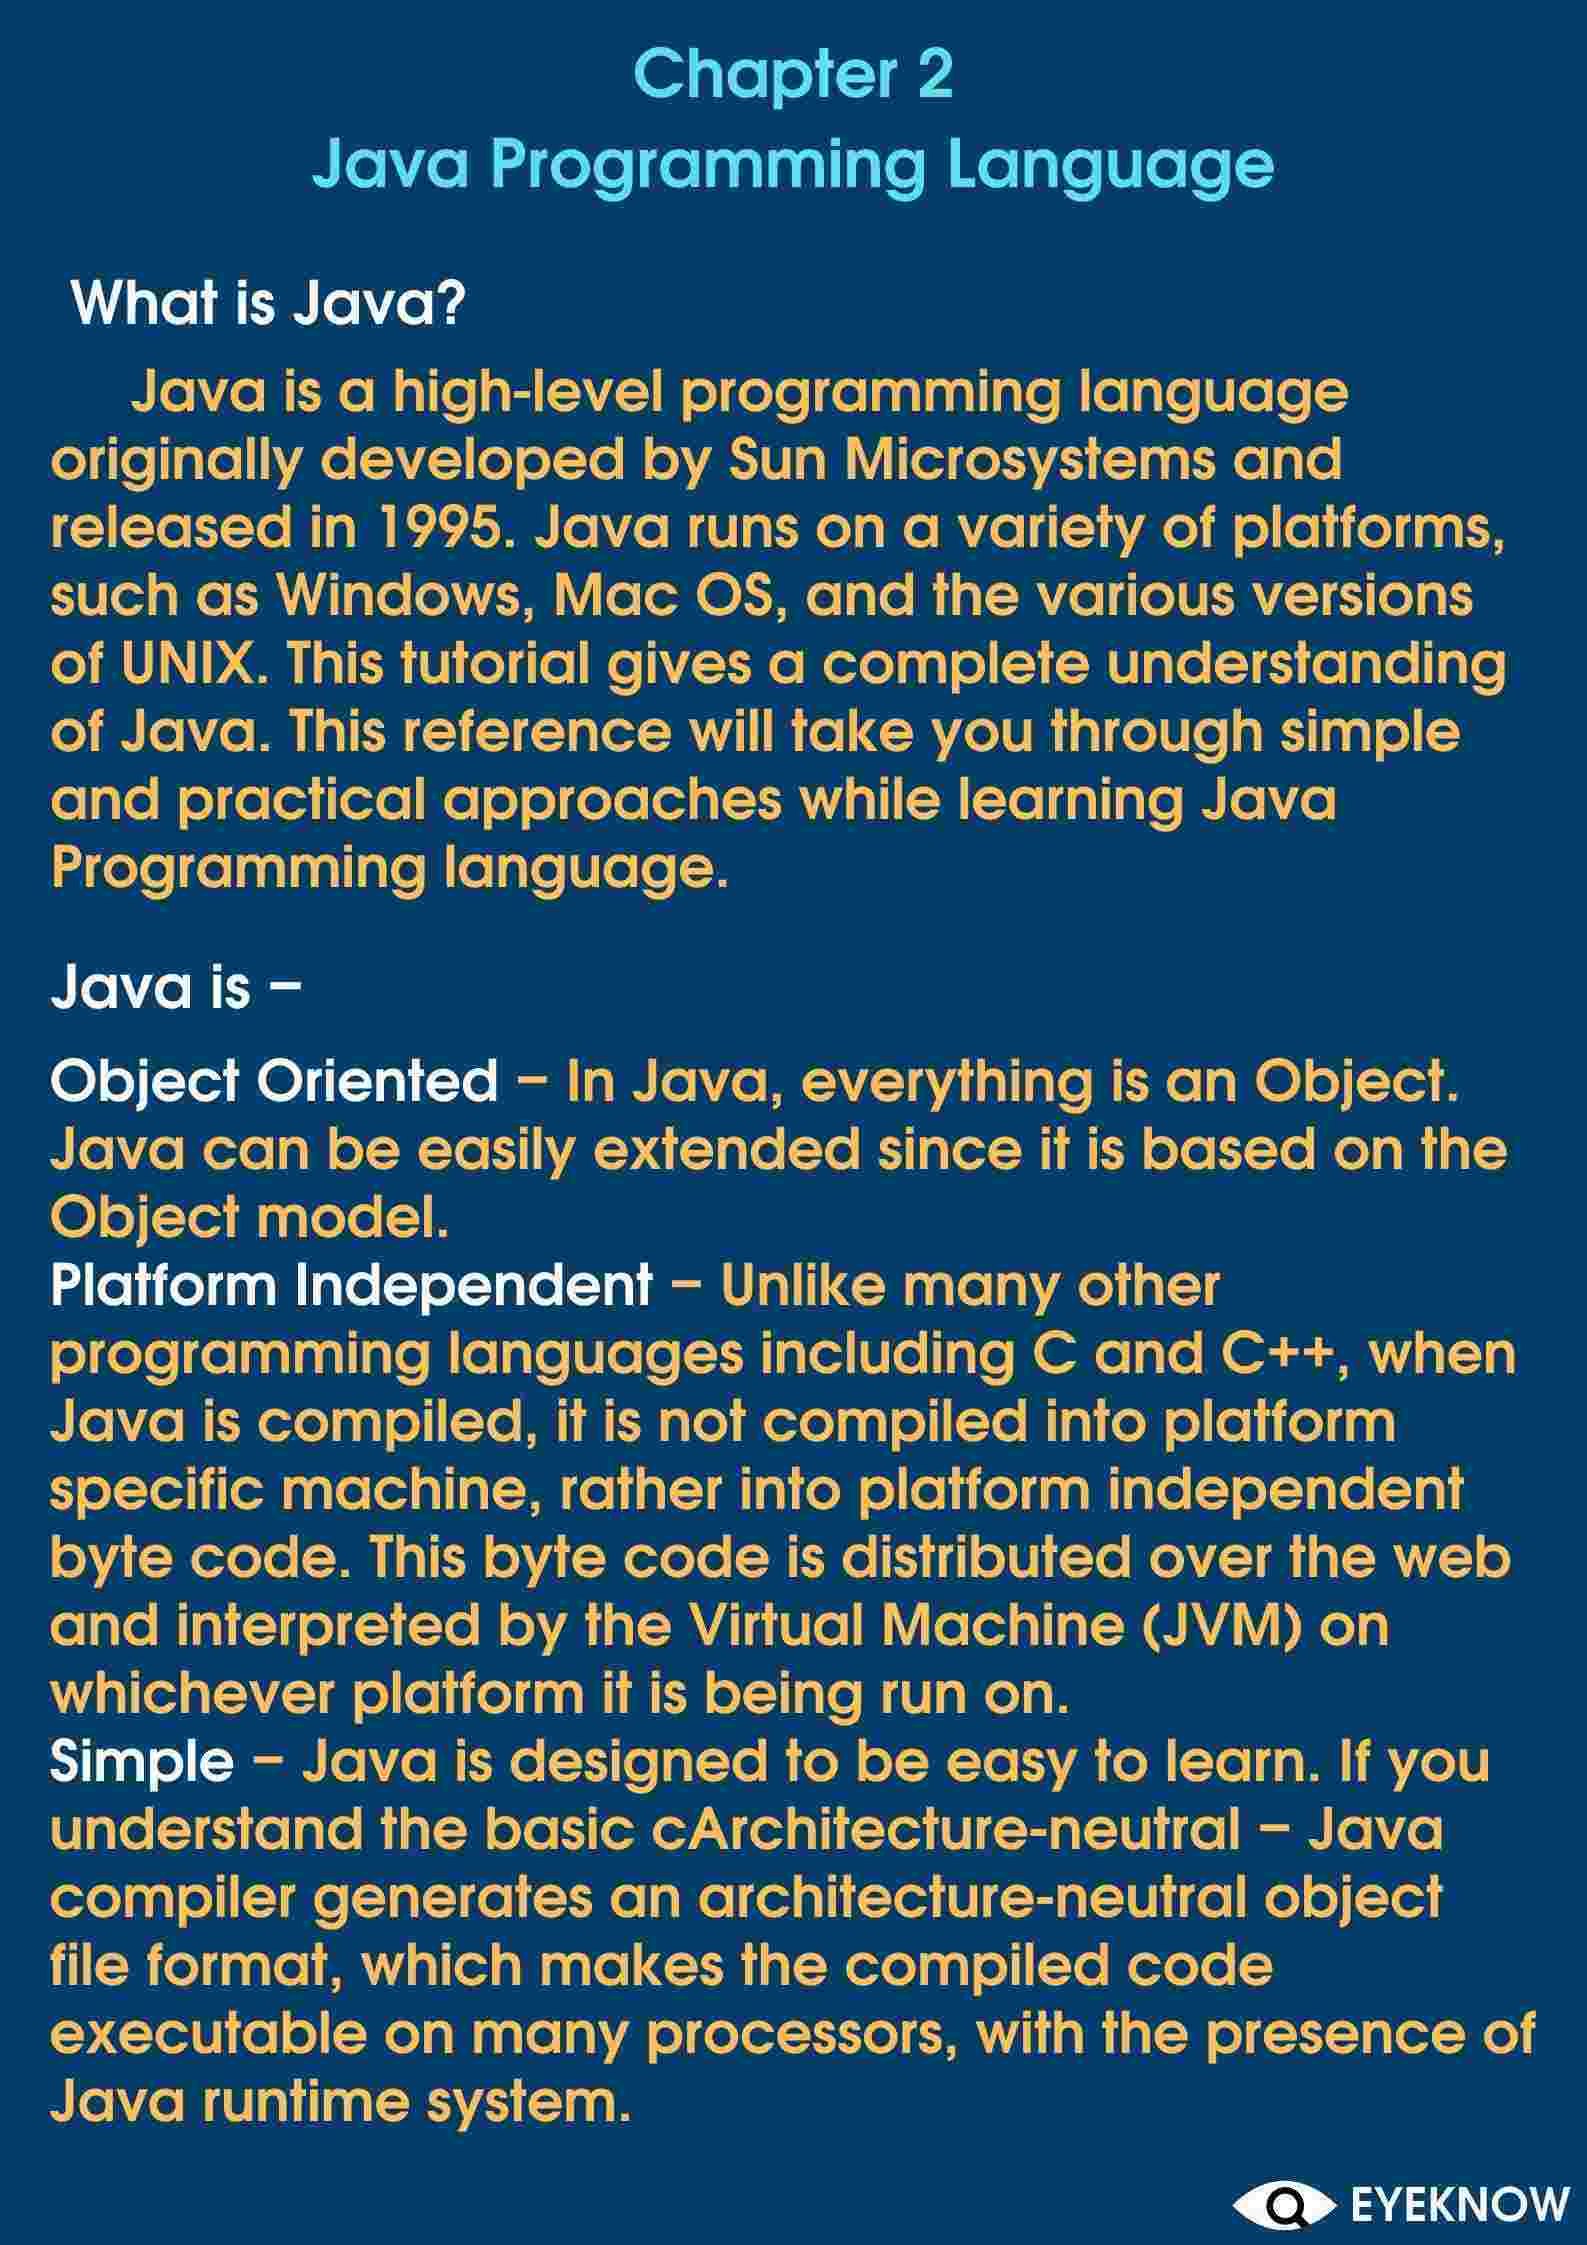 Chapter 2
Java Programming Language
What is Java?
Java is a high-level programming language
originally developed by Sun Microsystems and
released in 1995. Java runs on a variety of platforms,
such as Windows, Mac OS, and the various versions
of UNIX. This tutorial gives a complete understanding
of Java. This reference will take you through simple
and practical approaches while learning Java
Programming language.
Java is –
Object Oriented – In Java, everything is an Object.
Java can be easily extended since it is based on the
Object model.
Platform Independent – Unlike many other
programming languages including C and C++, when
Java is compiled, it is not compiled into platform
specific machine, rather into platform independent
byte code. This byte code is distributed over the web
and interpreted by the Virtual Machine (JVM) on
whichever platform it is being run on.
Simple – Java is designed to be easy to learn. If you
understand the basic cArchitecture-neutral – Java
compiler generates an architecture-neutral object
file format, which makes the compiled code
executable on many processors, with the presence of
Java runtime system.
EYEKNOW